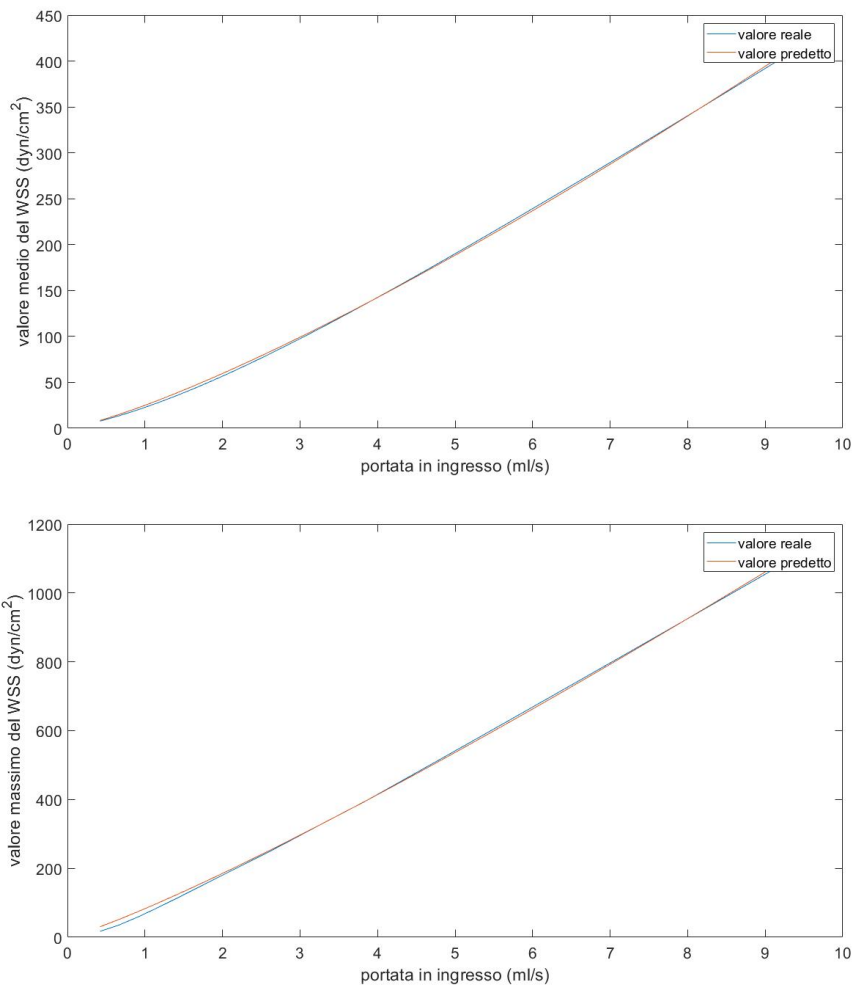 450
400
350
300
250
200
150
100
50
0
valore medio del WSS (dyn/cm²)
valore reale
valore predetto
0 1 2 3 4 5 6 7 8 9 10
portata in ingresso (ml/s)
1200
1000
800
600
400
200
0
valore massimo del WSS (dyn/cm²)
valore reale
valore predetto
0 1 2 3 4 5 6 7 8 9 10
portata in ingresso (ml/s)